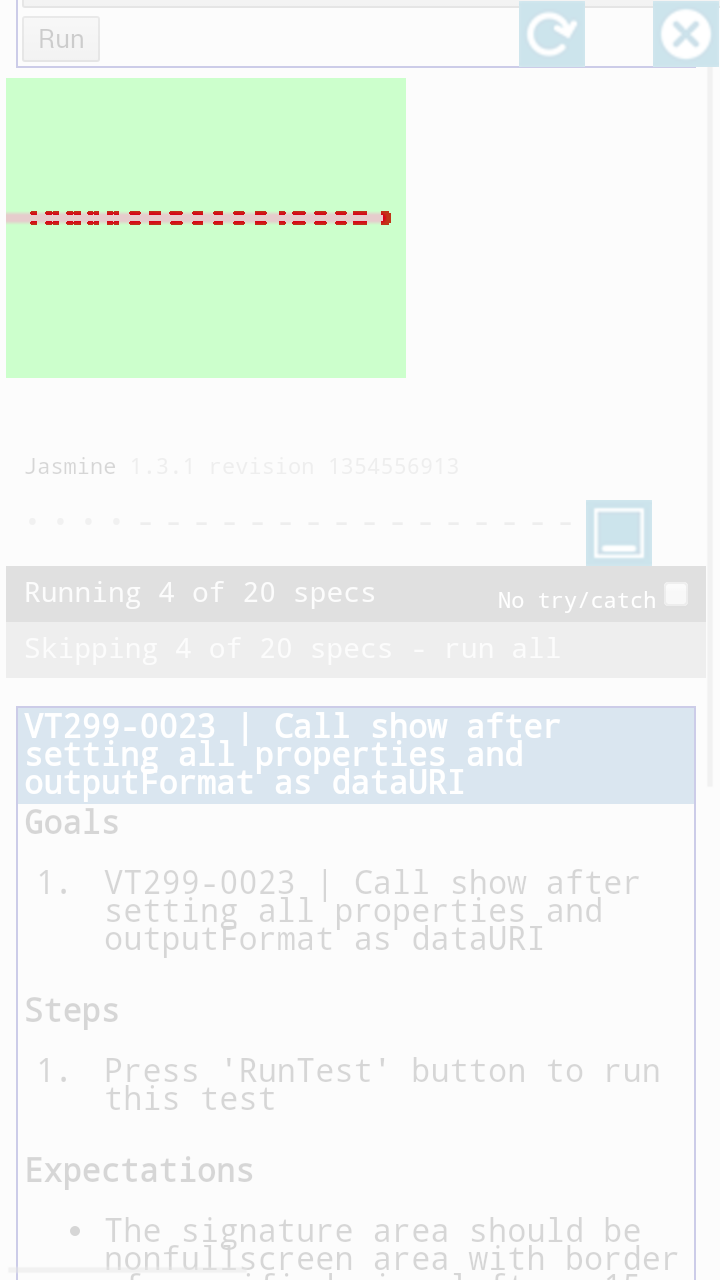 Run
Jasmine 1.3.1 revision 1354556913
Running 4 of 20 specs
No try/catch
Skipping 4 of 20 specs - run all
VT299-0023 | Call show after
setting all properties and
outputFormat as dataURI
Goals
1. VT299-0023 | Call show after
setting all properties and
outputFormat as dataURI
Steps
1. Press 'RunTest' button to run
this test
Expectations
• The signature area should be
nonfullscreen area with border